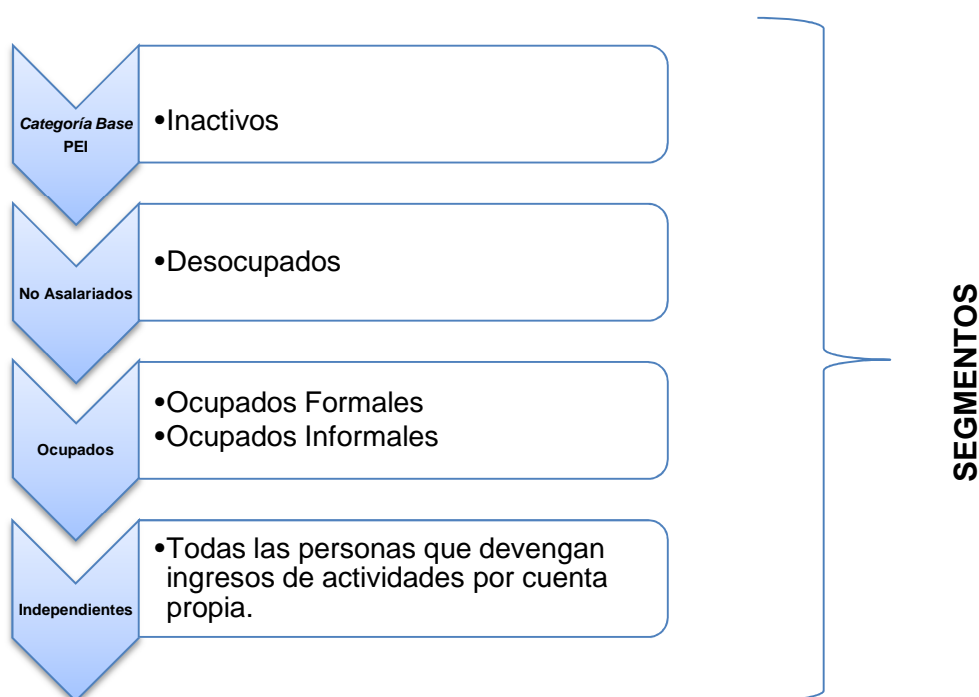 Categoría Base
PEI
•Inactivos
No Asalariados
•Desocupados
Ocupados
•Ocupados Formales
•Ocupados Informales
Independientes
•Todas las personas que devengan
ingresos de actividades por cuenta
propia.
SEGMENTOS